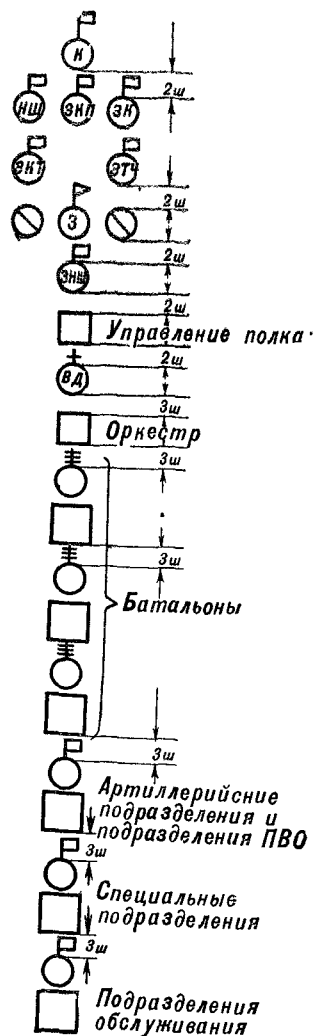 К
2ш
НШ ЗКП ЗК
ЗКТ ЗТЧ
2ш
З
2ш
ЗНШ
2ш
Управление полка
ВД
2ш
3ш
Оркестр
3ш
3ш
Батальоны
3ш
Артиллерийские
подразделения и
подразделения ПВО
3ш
Специальные
подразделения
3ш
Подразделения
обслуживания